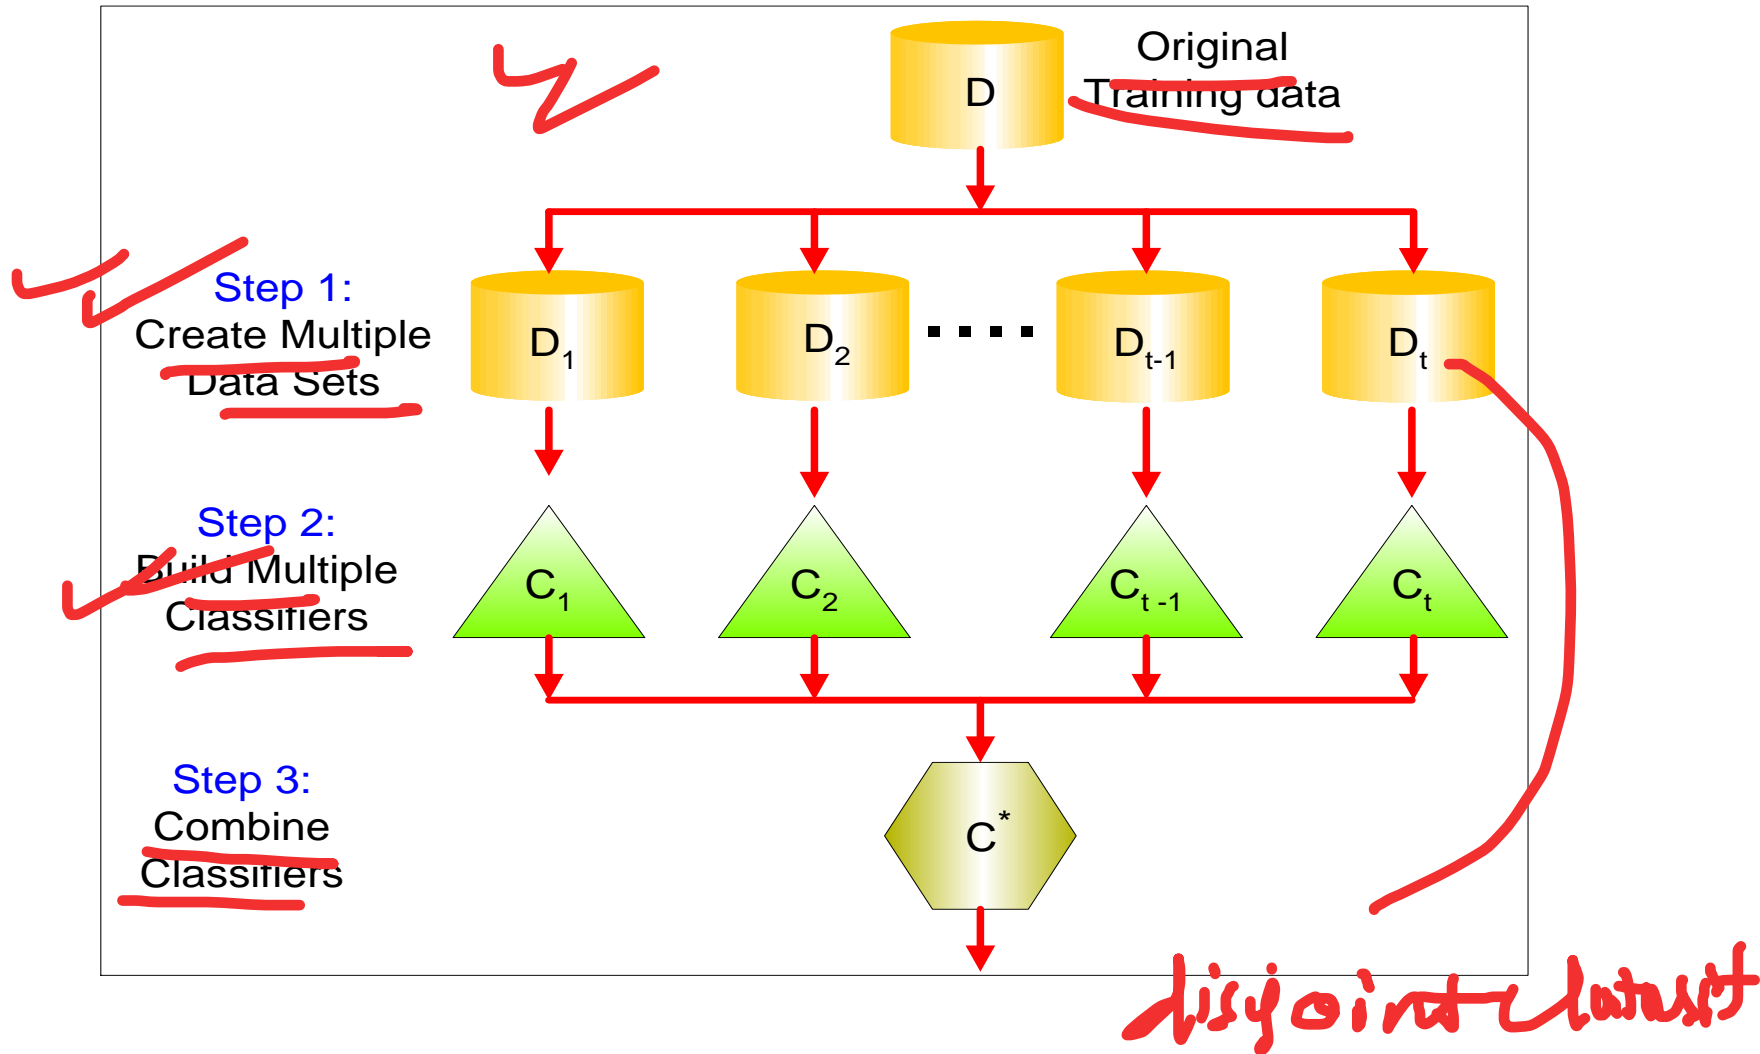 Original
Training data
D
Step 1:
Create Multiple
Data Sets
D1
D2
Dt-1
Dt
Step 2:
Build Multiple
Classifiers
C1
C2
Ct -1
Ct
Step 3:
Combine
Classifiers
C*
disjoint datasit